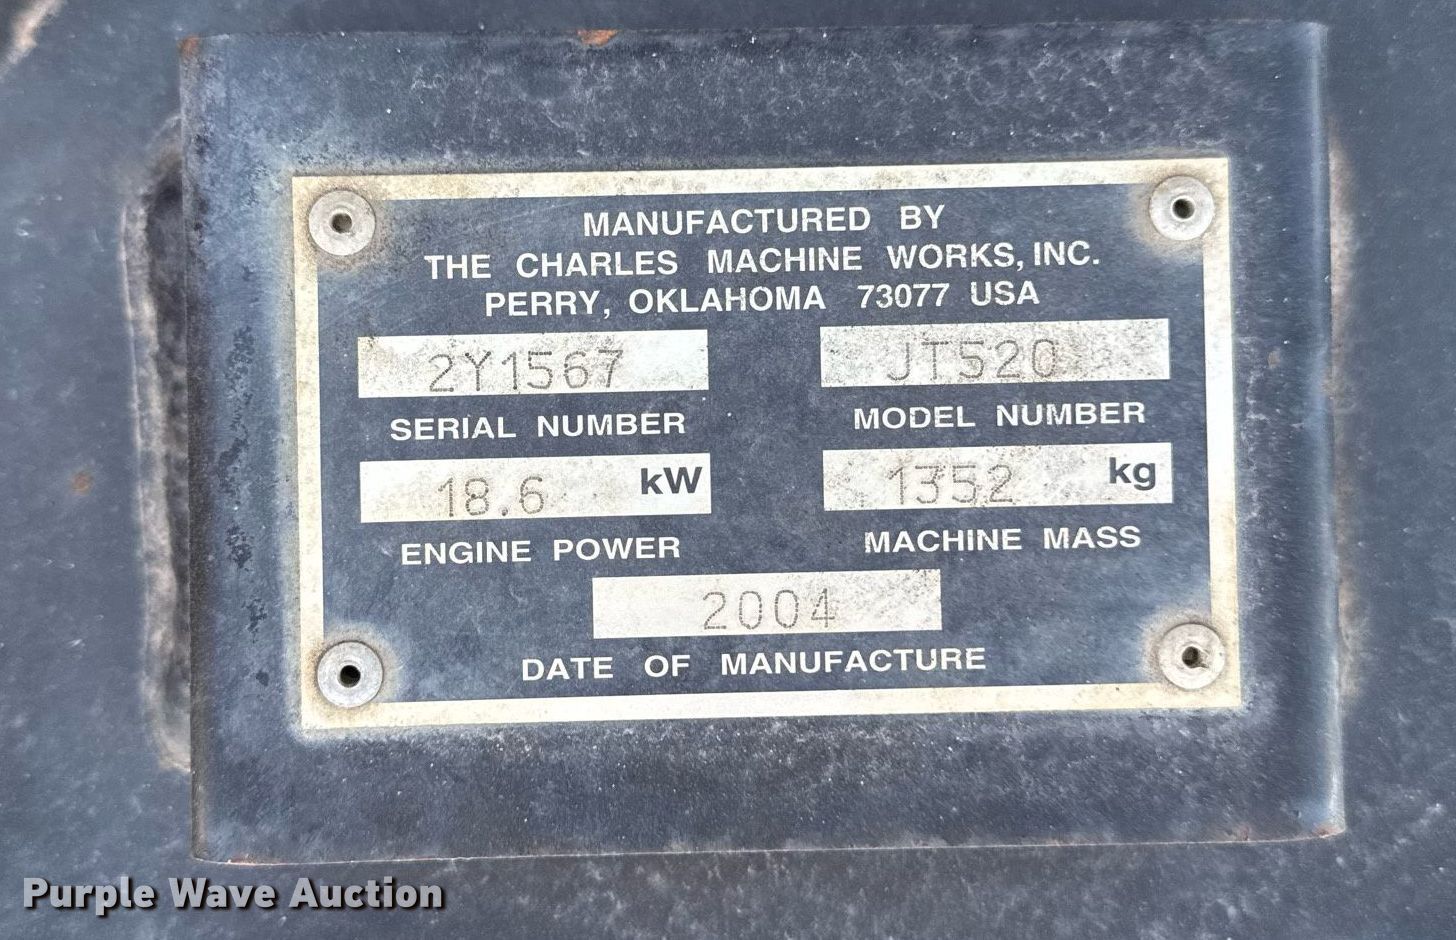 MANUFACTURED BY
THE CHARLES MACHINE WORKS, INC.
PERRY, OKLAHOMA 73077 USA
2Y1567 JT520
SERIAL NUMBER MODEL NUMBER
18.6 kW 1352 kg
ENGINE POWER MACHINE MASS
2004
DATE OF MANUFACTURE
Purple Wave Auction